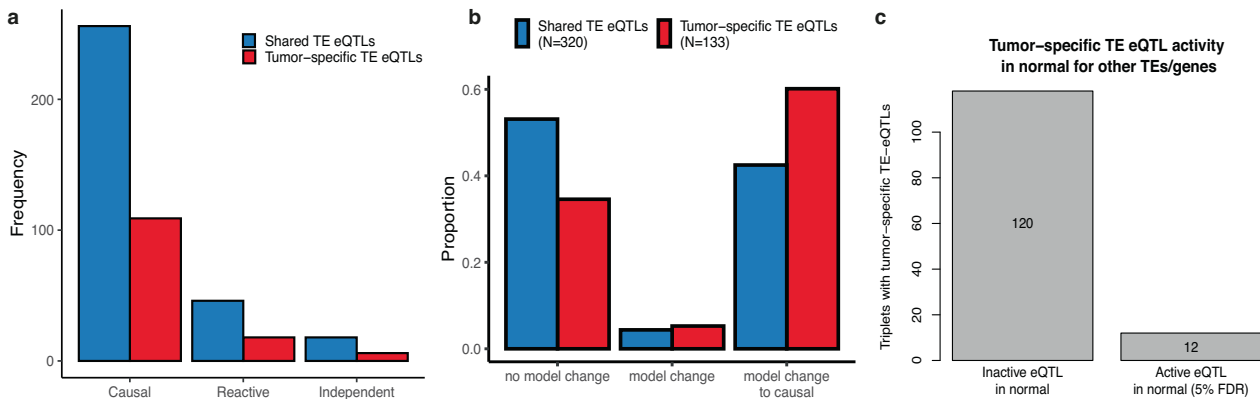 a
Shared TE eQTLs
Tumor−specific TE eQTLs
Frequency
200
100
0
Causal
Reactive
Independent
b
Shared TE eQTLs
(N=320)
Tumor−specific TE eQTLs
(N=133)
Proportion
0.6
0.4
0.2
0.0
no model change
model change
model change
to causal
c
Tumor−specific TE eQTL activity
in normal for other TEs/genes
Triplets with tumor−specific TE−eQTLs
100
80
60
40
20
0
120
12
Inactive eQTL
in normal
Active eQTL
in normal (5% FDR)